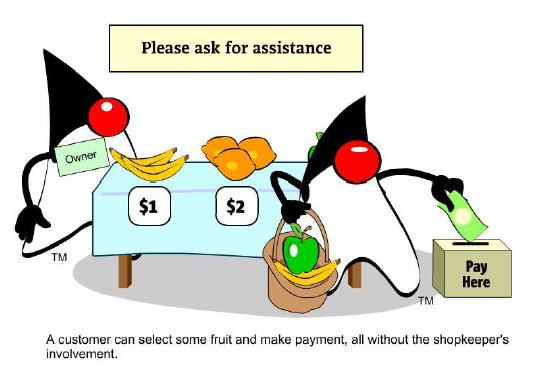 Please ask for assistance
Owner
$1
$2
TM
Pay
Here
TM
A customer can select some fruit and make payment, all without the shopkeeper's
involvement.